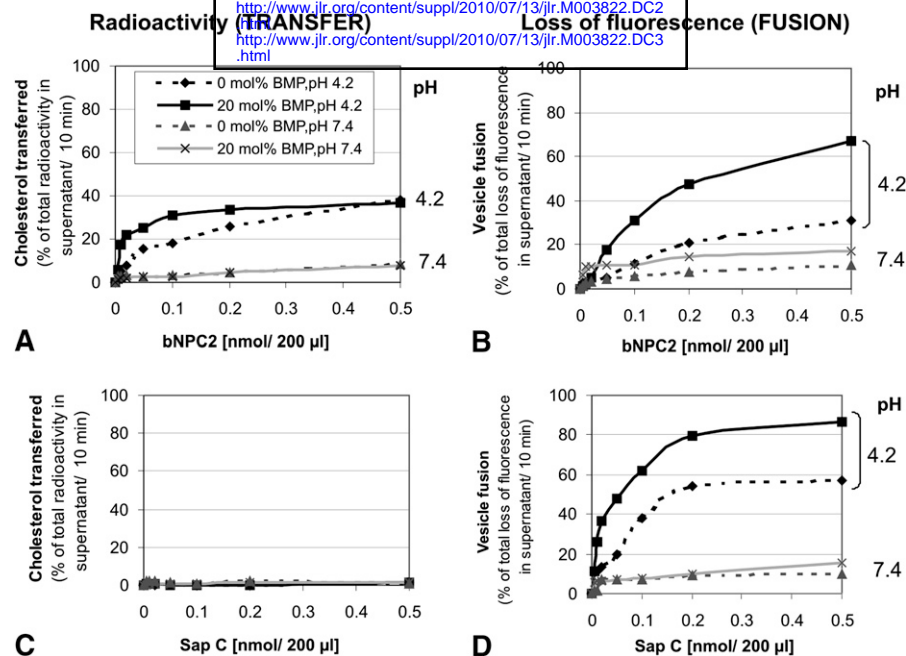 Radioactivity (TRANSFER)
http://www.jlr.org/content/suppl/2010/07/13/jlr.M003822.DC2
.html
http://www.jlr.org/content/suppl/2010/07/13/jlr.M003822.DC3
.html
Loss of fluorescence (FUSION)
Cholesterol transferred
(% of total radioactivity in
supernatant/ 10 min)
100
80
60
40
20
0
0 mol% BMP,pH 4.2
20 mol% BMP,pH 4.2
0 mol% BMP,pH 7.4
20 mol% BMP,pH 7.4
pH
4.2
7.4
0 0.1 0.2 0.3 0.4 0.5
bNPC2 [nmol/ 200 µl]
A
Vesicle fusion
(% of total loss of fluorescence
in supernatant/ 10 min)
100
80
60
40
20
0
pH
4.2
7.4
0 0.1 0.2 0.3 0.4 0.5
bNPC2 [nmol/ 200 µl]
B
Cholesterol transferred
(% of total radioactivity in
supernatant/ 10 min)
100
80
60
40
20
0
0 0.1 0.2 0.3 0.4 0.5
Sap C [nmol/ 200 µl]
C
Vesicle fusion
(% of total loss of fluorescence
in supernatant/ 10 min)
100
80
60
40
20
0
pH
4.2
7.4
0 0.1 0.2 0.3 0.4 0.5
Sap C [nmol/ 200 µl]
D